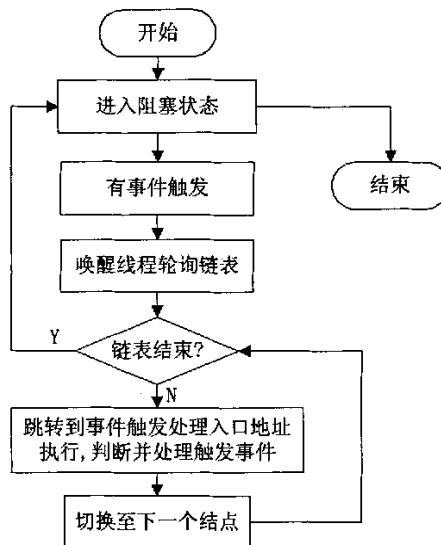 开始
进入阻塞状态
结束
有事件触发
唤醒线程轮询链表
Y
链表结束?
N
跳转到事件触发处理入口地址
执行,判断并处理触发事件
切换至下一个结点